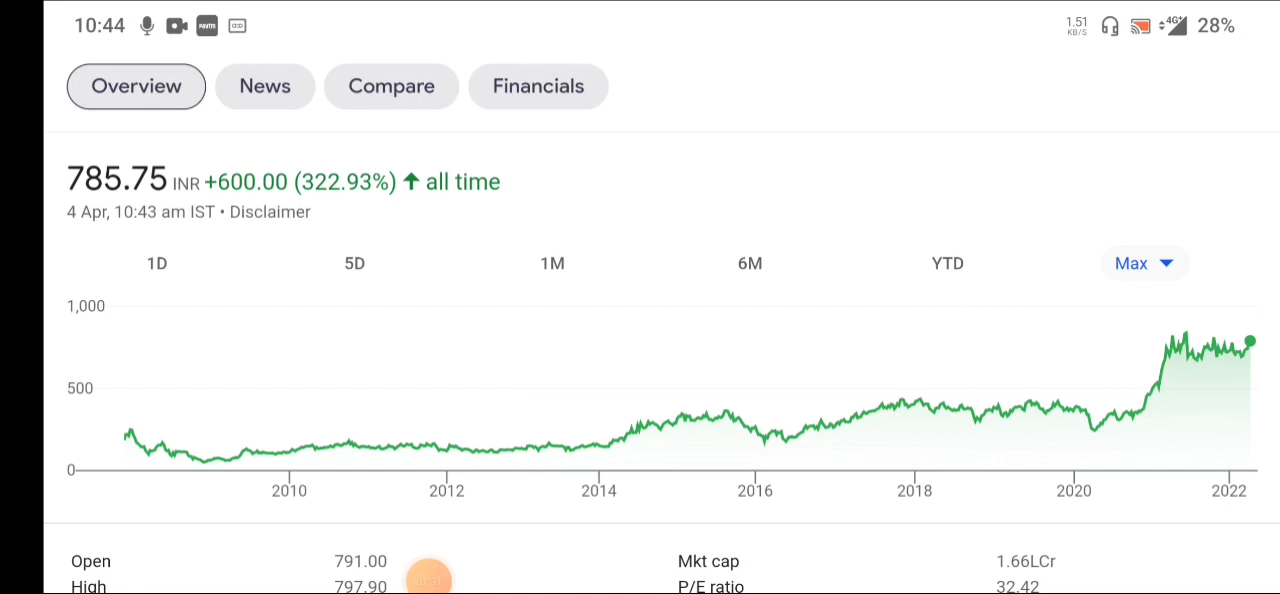 10:44 paytm 1.51 KB/S 4G+ 28%
Overview News Compare Financials
785.75 INR +600.00 (322.93%) ↑ all time
4 Apr, 10:43 am IST • Disclaimer
1D 5D 1M 6M YTD Max
1,000
500
0
2010 2012 2014 2016 2018 2020 2022
Open 791.00 Mkt cap 1.66LCr
High 797.90 01:31 P/E ratio 32.42